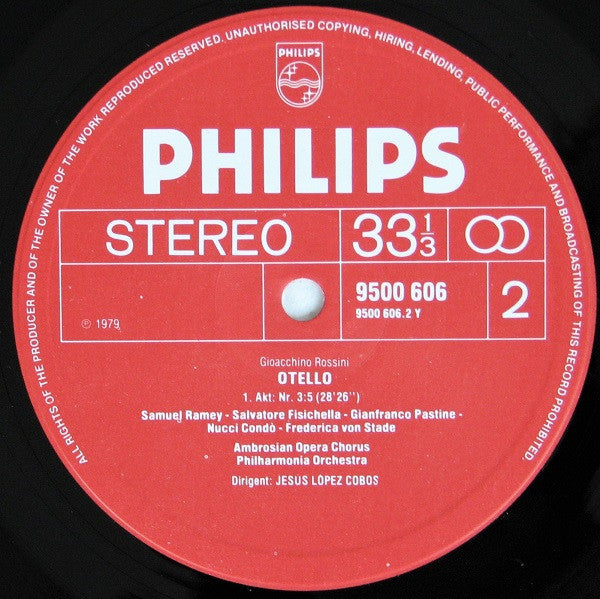 ALL RIGHTS OF THE PRODUCER AND OF THE OWNER OF THE WORK REPRODUCED RESERVED. UNAUTHORISED COPYING, HIRING, LENDING, PUBLIC PERFORMANCE AND BROADCASTING OF THIS RECORD PROHIBITED.
PHILIPS
PHILIPS
STEREO 33 1/3
9500 606
9500 606.2 Y
2
℗ 1979
Gioacchino Rossini
OTELLO
1. Akt: Nr. 3:5 (28'26'')
Samuel Ramey - Salvatore Fisichella - Gianfranco Pastine -
Nucci Condò - Frederica von Stade
Ambrosian Opera Chorus
Philharmonia Orchestra
Dirigent: JESUS LÓPEZ COBOS